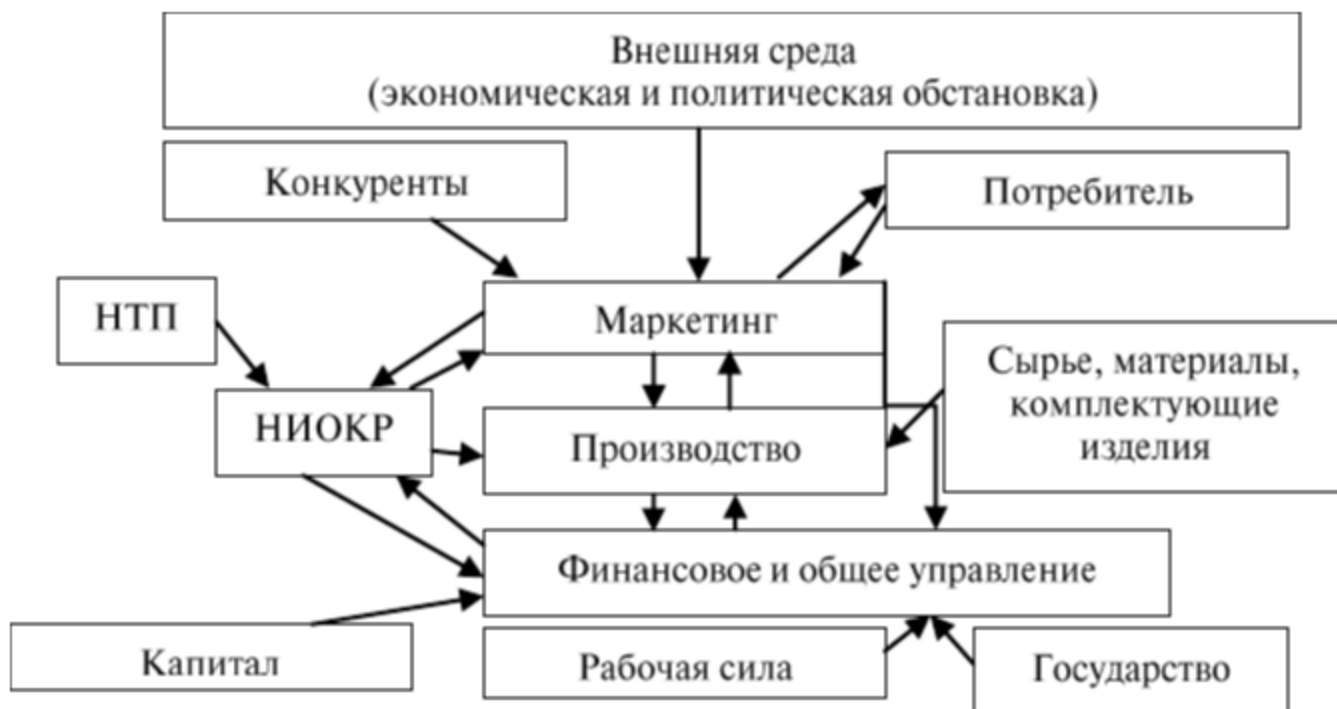 Внешняя среда
(экономическая и политическая обстановка)
Конкуренты
Потребитель
НТП
Маркетинг
Сырье, материалы,
комплектующие
изделия
НИОКР
Производство
Финансовое и общее управление
Капитал
Рабочая сила
Государство